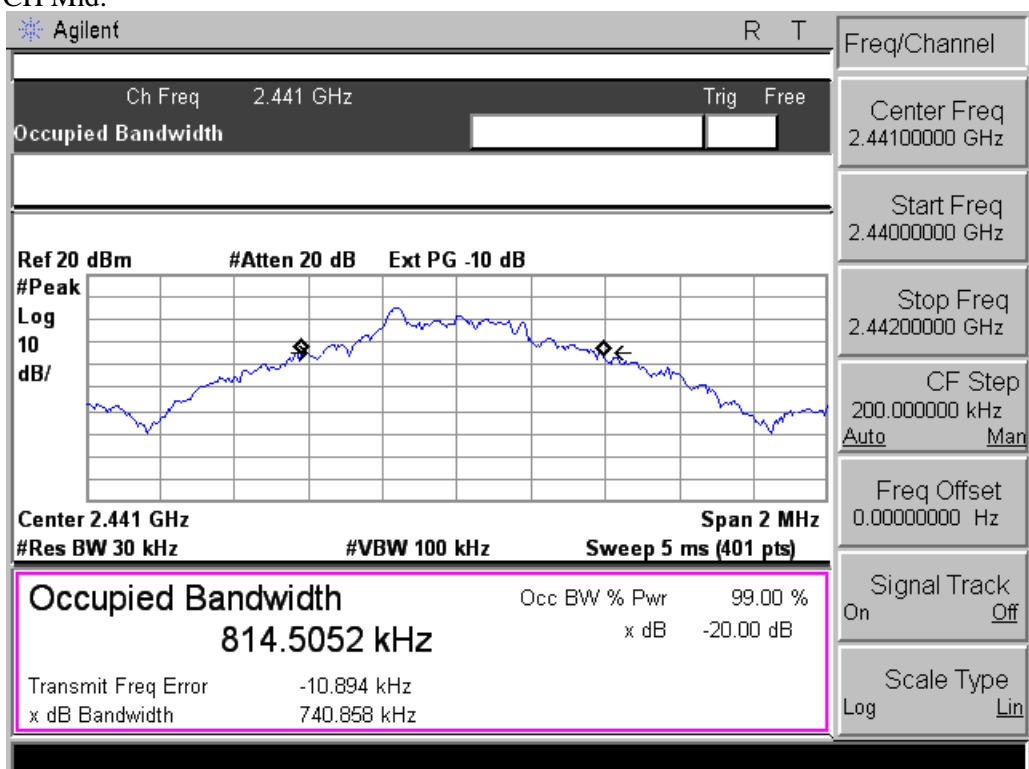 CH Mid.
Agilent R T
Ch Freq 2.441 GHz Trig Free
Occupied Bandwidth
Ref 20 dBm #Atten 20 dB Ext PG -10 dB
#Peak
Log
10
dB/
Center 2.441 GHz Span 2 MHz
#Res BW 30 kHz #VBW 100 kHz Sweep 5 ms (401 pts)
Occupied Bandwidth Occ BW % Pwr 99.00 %
814.5052 kHz x dB -20.00 dB
Transmit Freq Error -10.894 kHz
x dB Bandwidth 740.858 kHz
Freq/Channel
Center Freq
2.44100000 GHz
Start Freq
2.44000000 GHz
Stop Freq
2.44200000 GHz
CF Step
200.000000 kHz
Auto Man
Freq Offset
0.00000000 Hz
Signal Track
On Off
Scale Type
Log Lin